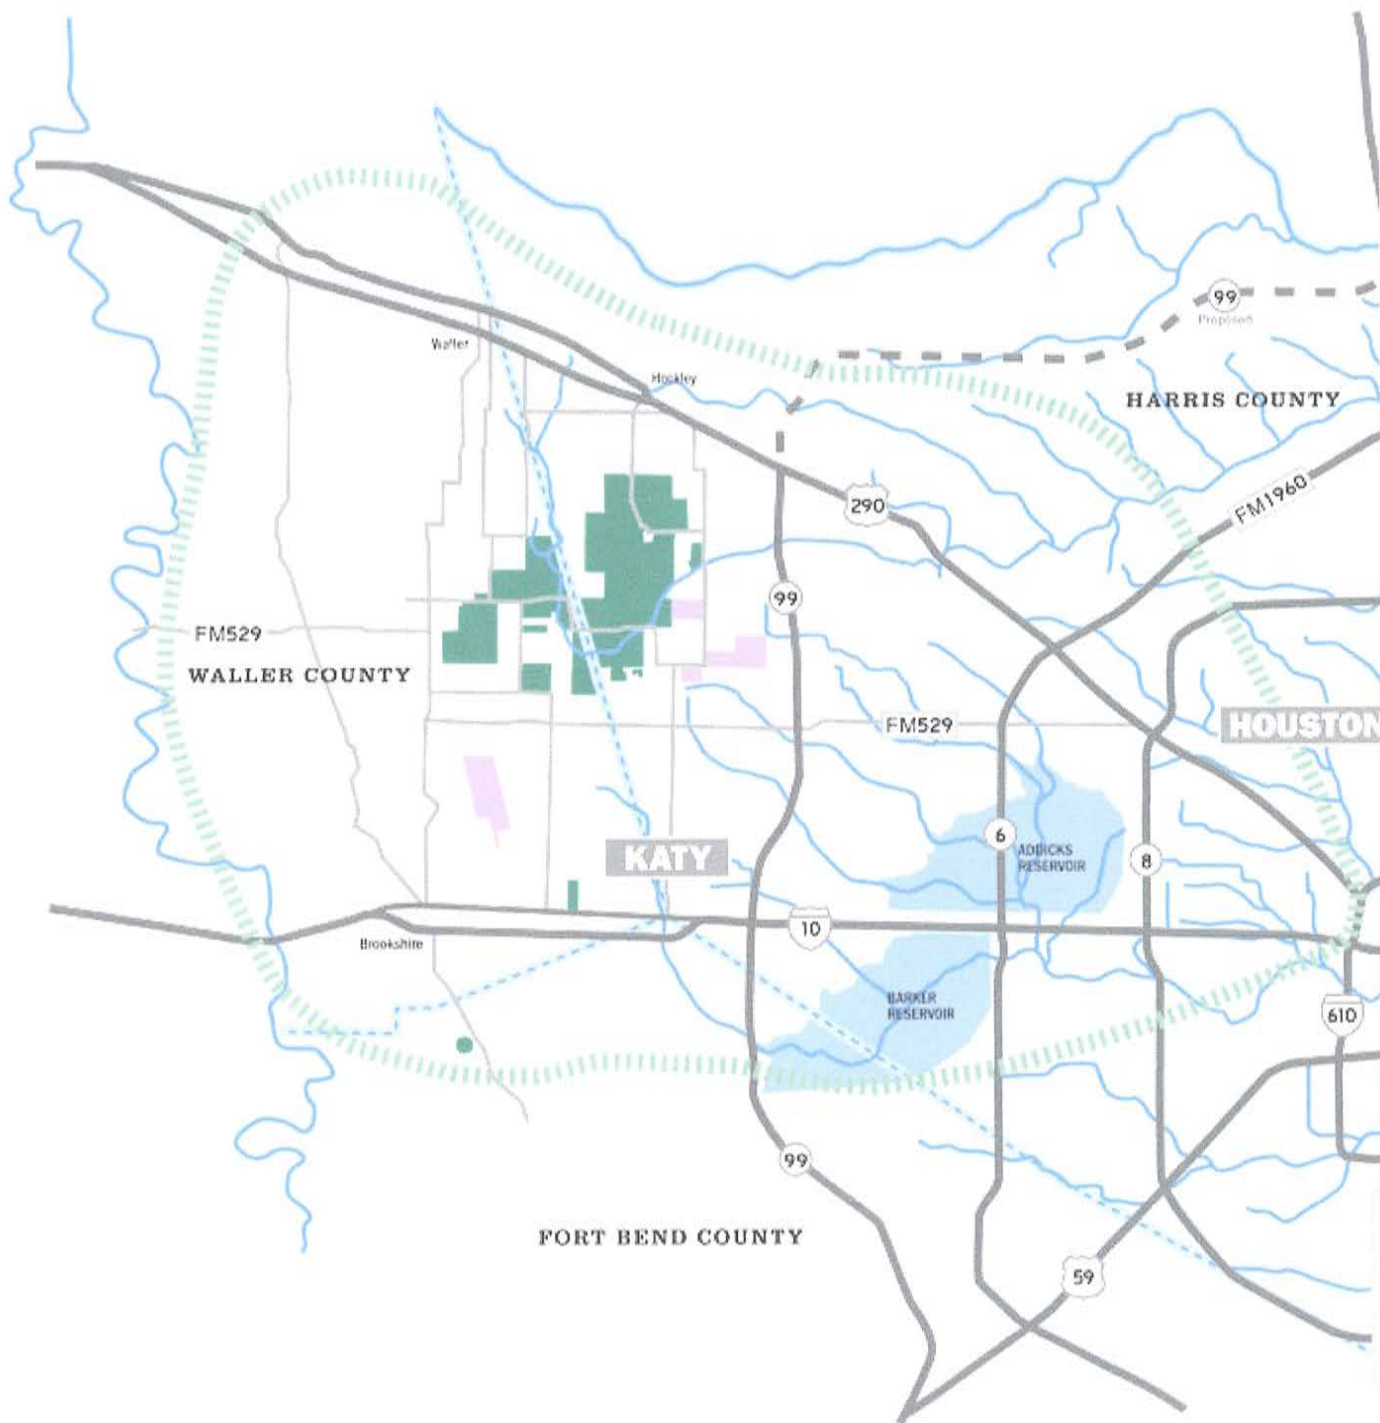 99
Proposed
Waller
Hockley
HARRIS COUNTY
FM1960
290
99
FM529
WALLER COUNTY
FM529
HOUSTON
6
ADDICKS
RESERVOIR
8
KATY
10
Brookshire
BARKER
RESERVOIR
610
99
FORT BEND COUNTY
59